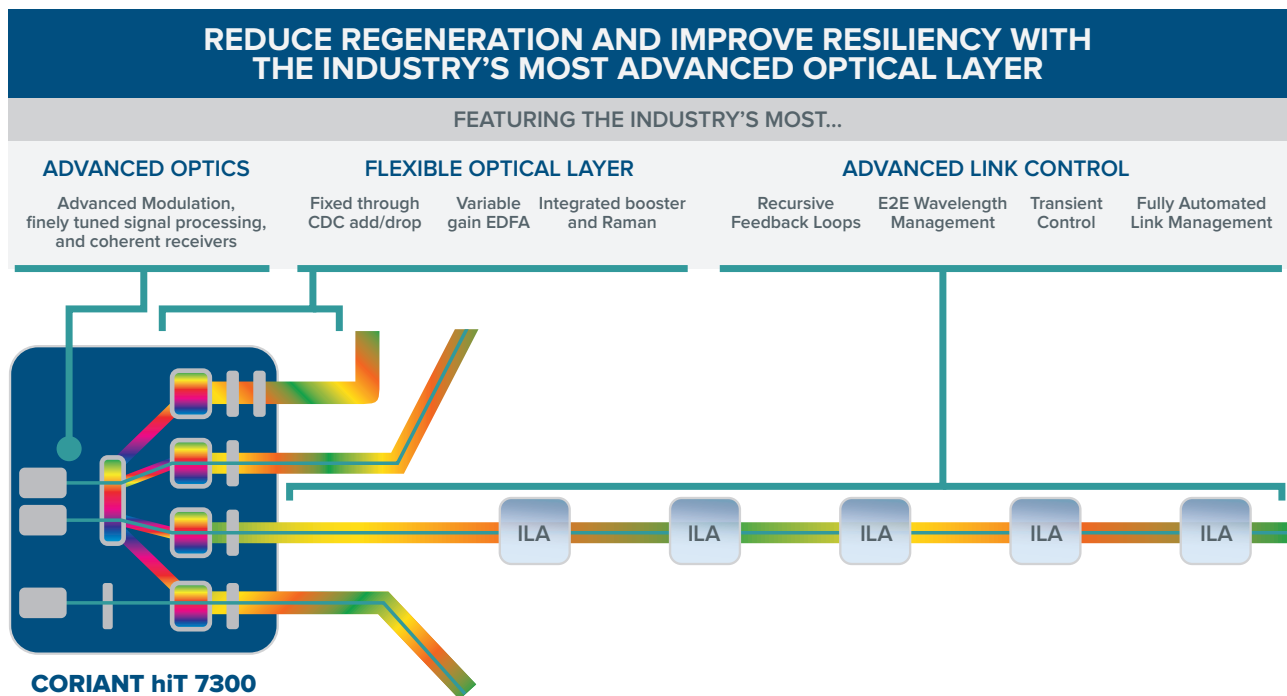 REDUCE REGENERATION AND IMPROVE RESILIENCY WITH
THE INDUSTRY'S MOST ADVANCED OPTICAL LAYER
FEATURING THE INDUSTRY'S MOST...
ADVANCED OPTICS
Advanced Modulation,
finely tuned signal processing,
and coherent receivers
FLEXIBLE OPTICAL LAYER
Fixed through
CDC add/drop
Variable
gain EDFA
Integrated booster
and Raman
ADVANCED LINK CONTROL
Recursive
Feedback Loops
E2E Wavelength
Management
Transient
Control
Fully Automated
Link Management
ILA
ILA
ILA
ILA
ILA
CORIANT hiT 7300